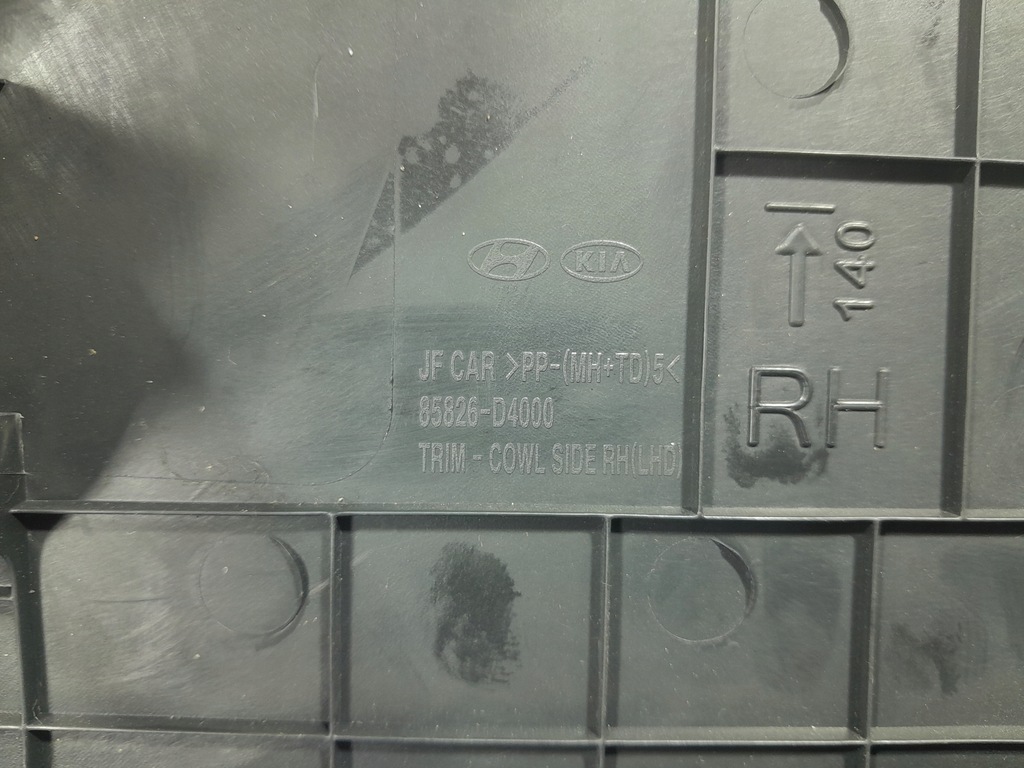 KIA
JF CAR >PP-(MH+TD)5<
85826-D4000
TRIM - COWL SIDE RH(LHD)
140
RH